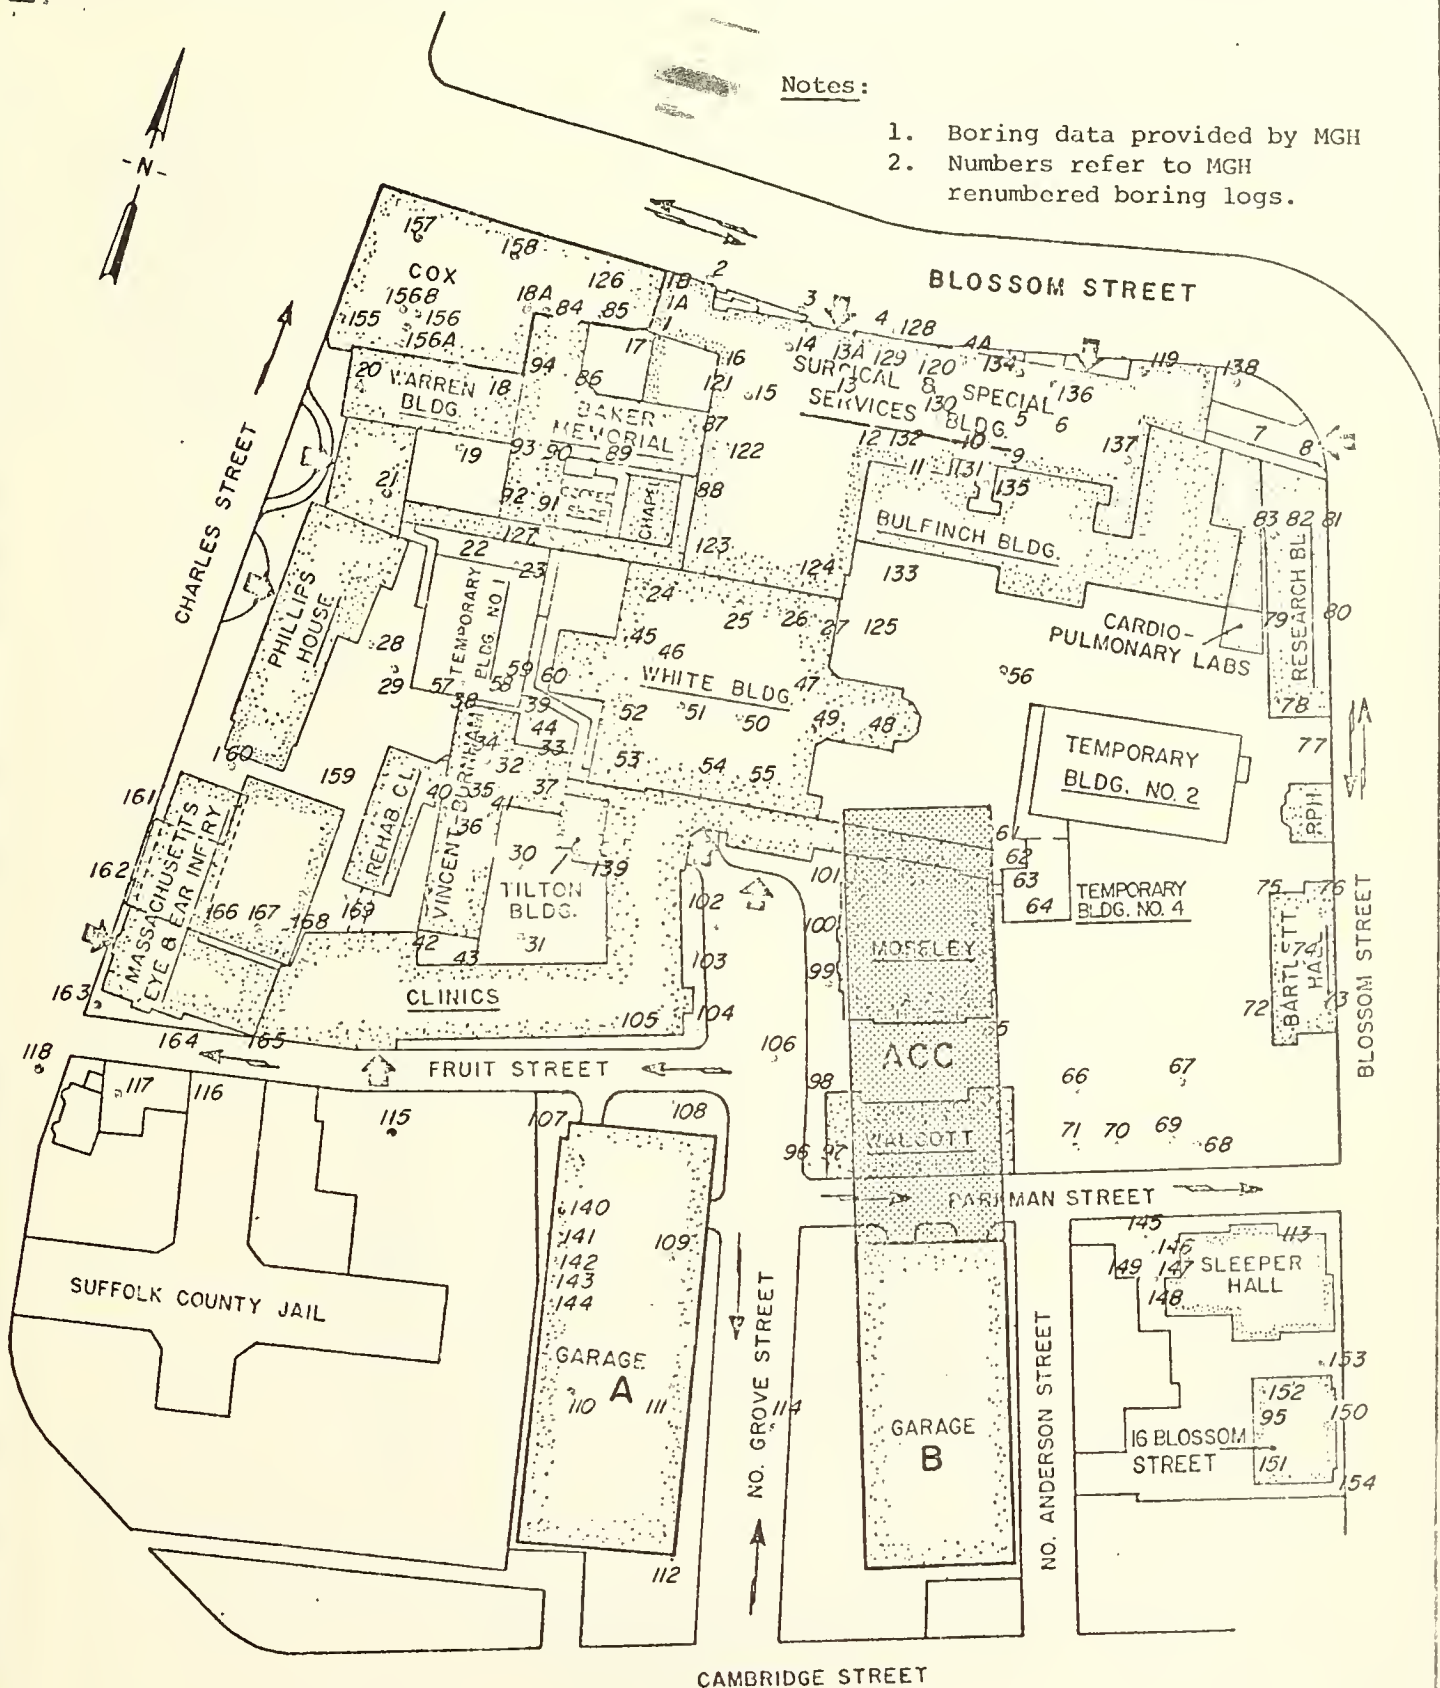 Notes:
1. Boring data provided by MGH
2. Numbers refer to MGH
renumbered boring logs.
-N-
BLOSSOM STREET
157
158
COX
126
1B
2
156B
18A
84
85
1A
1
3
4
128
4A
155
156
156A
17
16
14
13A
129
120
134
119
138
20
WARREN
BLDG.
18
94
86
121
15
SURGICAL & SPECIAL
SERVICES BLDG.
13
130
5
6
136
BAKER
MEMORIAL
87
122
12
132
10
9
137
7
8
19
93
90
89
11
131
135
21
92
91
CHAPEL
88
BULFINCH BLDG.
83
82
81
127
123
124
133
CHARLES STREET
22
23
TEMPORARY
BLDG. NO. 1
24
25
26
27
125
CARDIO-
PULMONARY LABS
79
80
RESEARCH BL
PHILLIPS
HOUSE
28
29
45
46
WHITE BLDG.
47
56
57
58
59
60
38
39
52
51
50
49
48
78
77
34
44
33
53
54
55
TEMPORARY
BLDG. NO. 2
160
159
32
37
40
35
41
36
161
162
REHAB CL.
VINCENT-BURNHAM
RPH
MASSACHUSETTS
EYE & EAR INF'RY
30
139
TILTON
BLDG.
31
61
62
63
64
TEMPORARY
BLDG. NO. 4
101
102
100
75
76
166
167
168
169
42
43
MOSELEY
BARTLETT
HALL
74
BLOSSOM STREET
103
99
163
CLINICS
105
104
72
73
164
165
118
FRUIT STREET
106
5
ACC
117
116
115
107
108
98
66
67
WALCOTT
96
97
71
70
69
68
PARKMAN STREET
140
141
142
143
144
109
145
146
147
149
148
113
SLEEPER
HALL
SUFFOLK COUNTY JAIL
GARAGE
A
110
111
NO. GROVE STREET
114
GARAGE
B
NO. ANDERSON STREET
153
152
95
150
16 BLOSSOM
STREET
151
154
112
CAMBRIDGE STREET